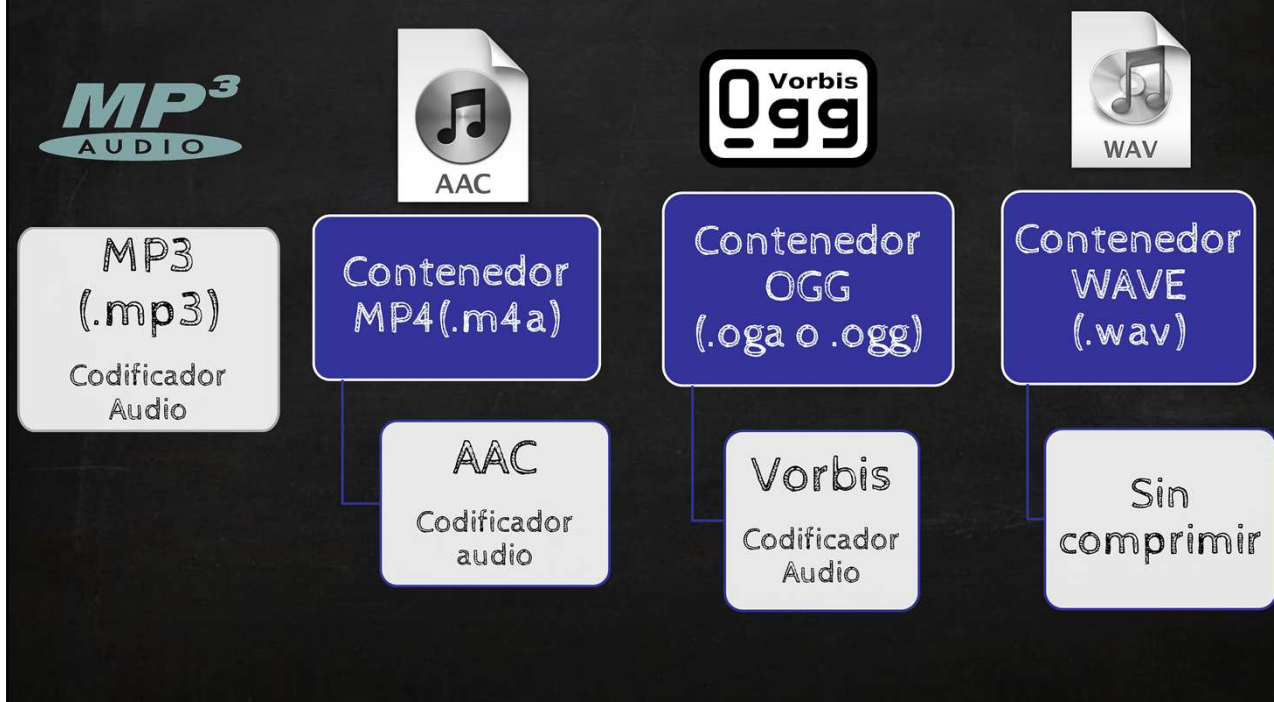 MP3
AUDIO
MP3
(.mp3)
Codificador
Audio
AAC
Contenedor
MP4(.m4a)
AAC
Codificador
audio
Vorbis
Ogg
Contenedor
OGG
(.oga o .ogg)
Vorbis
Codificador
Audio
WAV
Contenedor
WAVE
(.wav)
Sin
comprimir